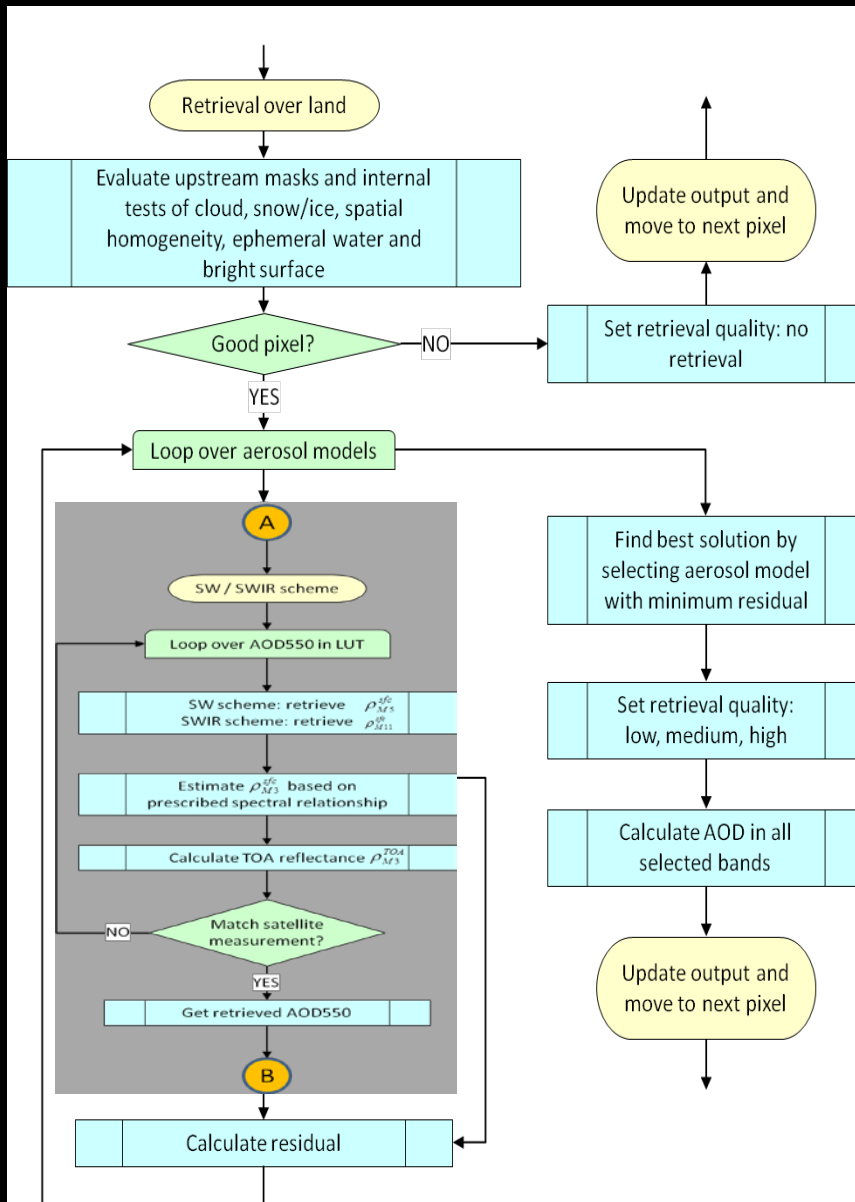 Retrieval over land
Evaluate upstream masks and internal
tests of cloud, snow/ice, spatial
homogeneity, ephemeral water and
bright surface
Good pixel?
NO
YES
Set retrieval quality: no
retrieval
Update output and
move to next pixel
Loop over aerosol models
A
SW / SWIR scheme
Loop over AOD550 in LUT
SW scheme: retrieve ρ
SWIR scheme: retrieve ρ
Estimate ρ based on
prescribed spectral relationship
Calculate TOA reflectance ρ TOA M3
Match satellite
measurement?
NO
YES
Get retrieved AOD550
B
Calculate residual
Find best solution by
selecting aerosol model
with minimum residual
Set retrieval quality:
low, medium, high
Calculate AOD in all
selected bands
Update output and
move to next pixel